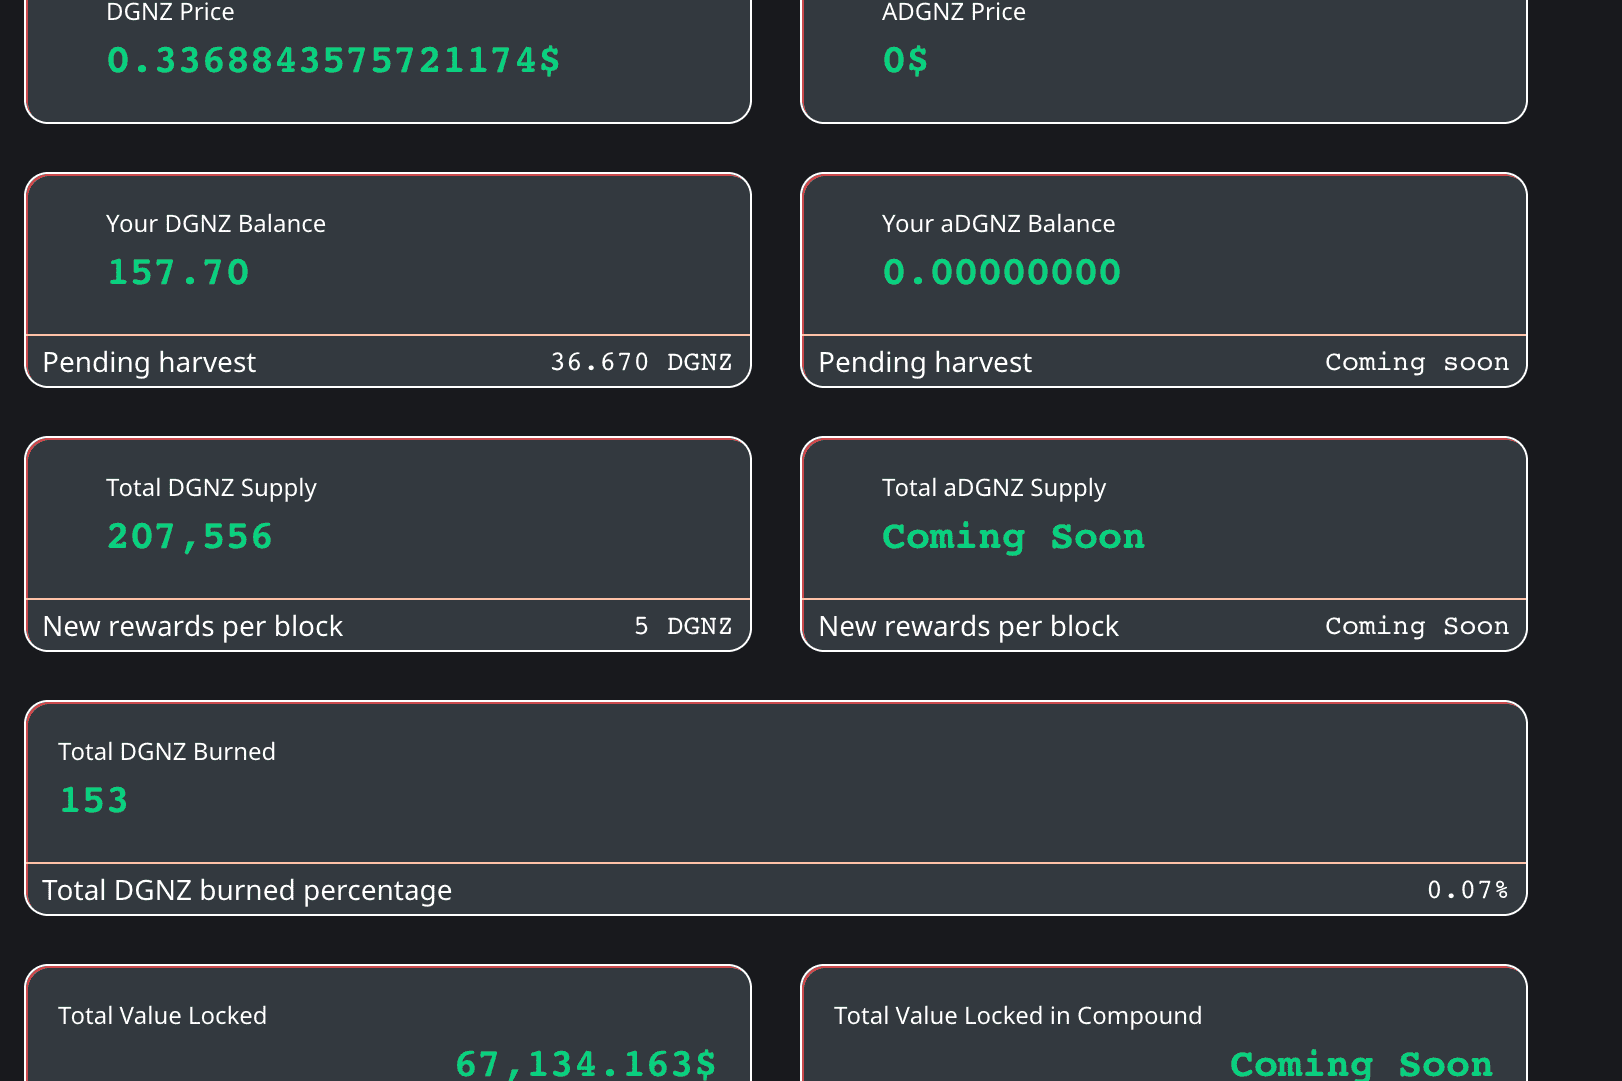 DGNZ Price
0.3368843575721174$
ADGNZ Price
0$
Your DGNZ Balance
157.70
Pending harvest 36.670 DGNZ
Your aDGNZ Balance
0.00000000
Pending harvest Coming soon
Total DGNZ Supply
207,556
New rewards per block 5 DGNZ
Total aDGNZ Supply
Coming Soon
New rewards per block Coming Soon
Total DGNZ Burned
153
Total DGNZ burned percentage 0.07%
Total Value Locked
67,134.163$
Total Value Locked in Compound
Coming Soon